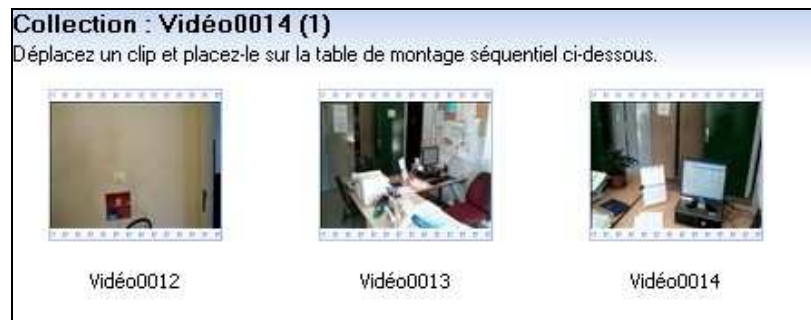 Collection : Vidéo0014 (1)
Déplacez un clip et placez-le sur la table de montage séquentiel ci-dessous.
Vidéo0012
Vidéo0013
Vidéo0014